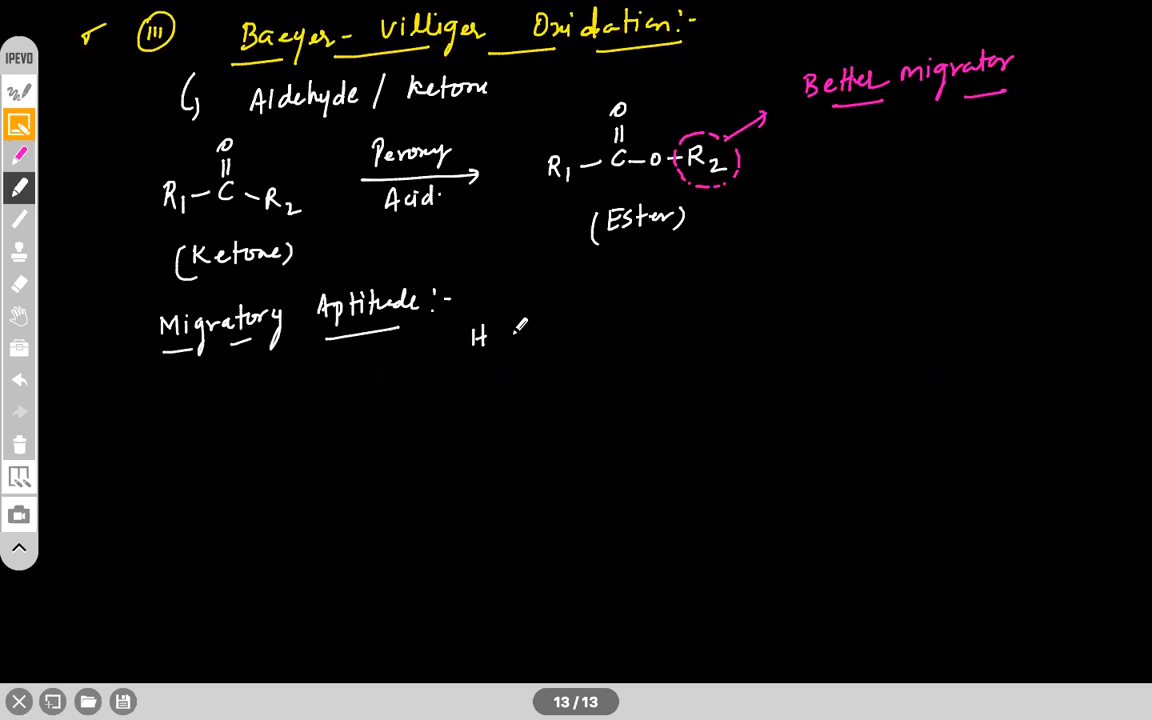 IPEVO
(III) Baeyer - Villiger Oxidation :-
Aldehyde / Ketone
Better migrator
O
||
R1 - C - R2
Peroxy
Acid.
O
||
R1 - C - O - R2
(Ketone)
(Ester)
Migratory Aptitude :-
H
13/13